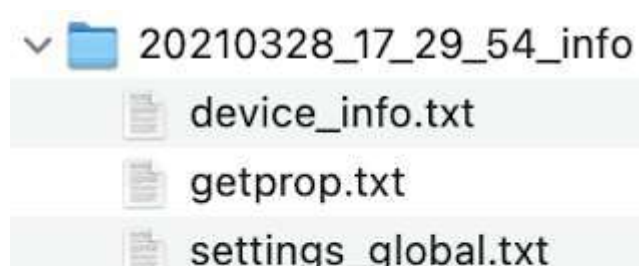 20210328_17_29_54_info
device_info.txt
getprop.txt
settings_global.txt